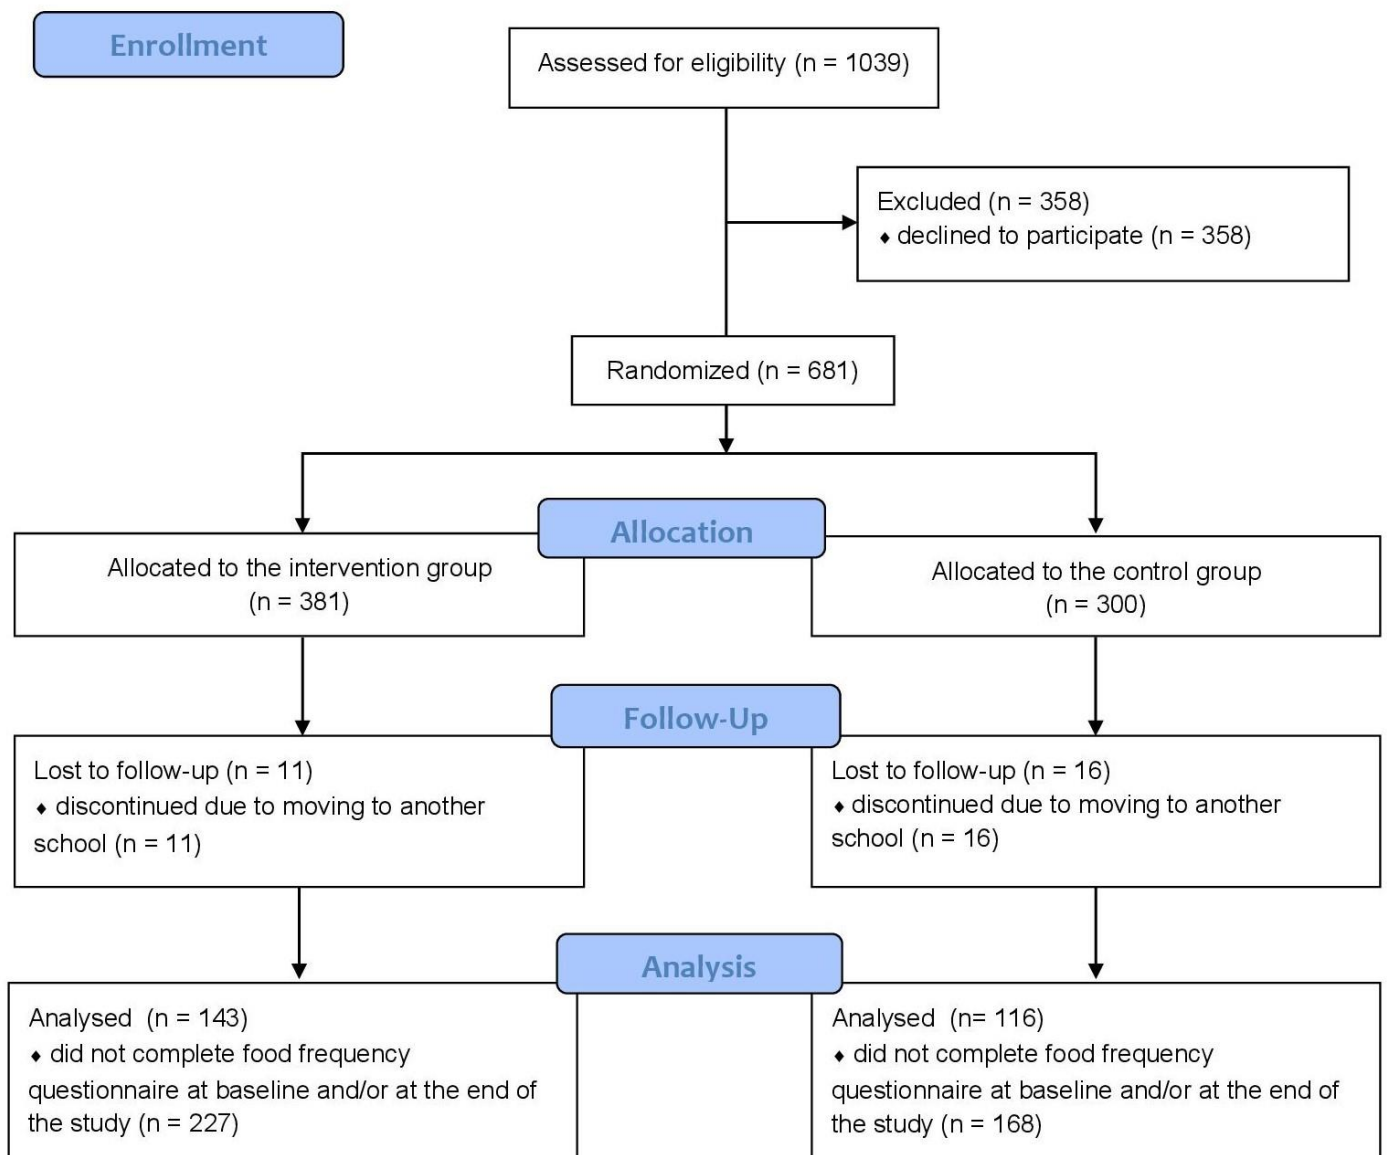 Enrollment
Assessed for eligibility (n = 1039)
Excluded (n = 358)
♦ declined to participate (n = 358)
Randomized (n = 681)
Allocation
Allocated to the intervention group
(n = 381)
Allocated to the control group
(n = 300)
Follow-Up
Lost to follow-up (n = 11)
♦ discontinued due to moving to another
school (n = 11)
Lost to follow-up (n = 16)
♦ discontinued due to moving to another
school (n = 16)
Analysis
Analysed  (n = 143)
♦ did not complete food frequency
questionnaire at baseline and/or at the end of
the study (n = 227)
Analysed  (n= 116)
♦ did not complete food frequency
questionnaire at baseline and/or at the end of
the study (n = 168)